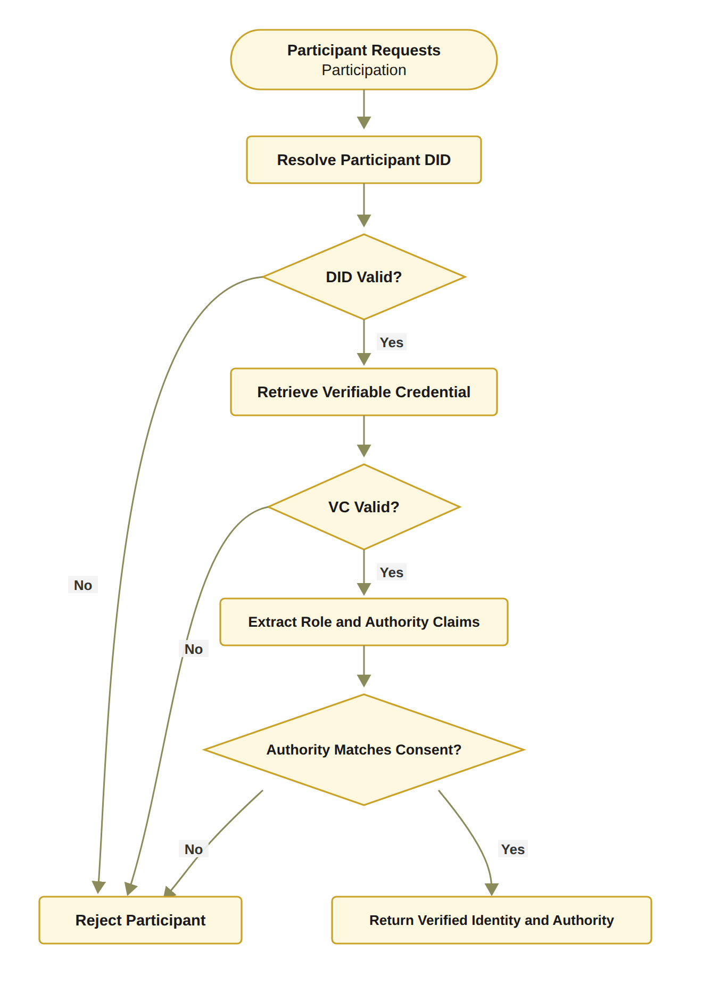 Participant Requests
Participation
Resolve Participant DID
DID Valid?
Yes
Retrieve Verifiable Credential
VC Valid?
Yes
No
Extract Role and Authority Claims
No
Authority Matches Consent?
No
Yes
Reject Participant
Return Verified Identity and Authority